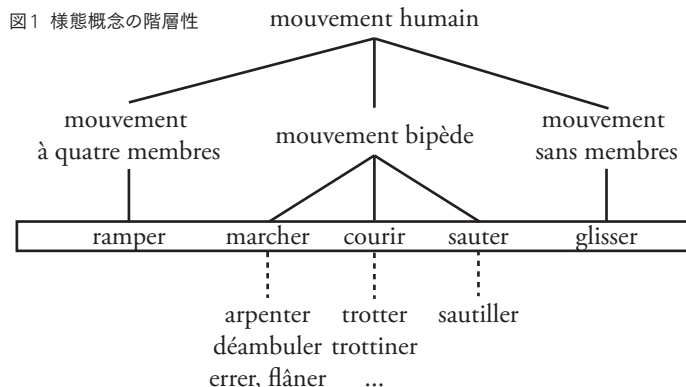 図1 様態概念の階層性
mouvement humain
mouvement
à quatre membres
mouvement bipède
mouvement
sans membres
ramper marcher courir sauter glisser
arpenter trotter sautiller
déambuler trottiner
errer, flâner ...